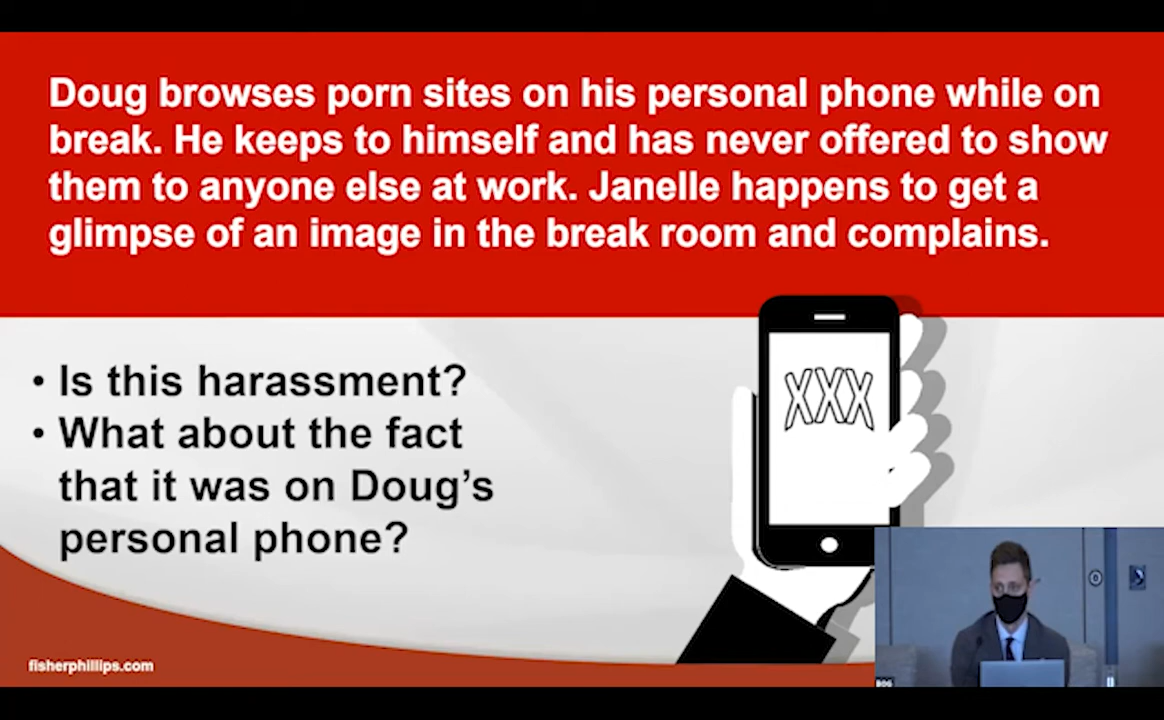 Doug browses porn sites on his personal phone while on
break. He keeps to himself and has never offered to show
them to anyone else at work. Janelle happens to get a
glimpse of an image in the break room and complains.
• Is this harassment?
• What about the fact
that it was on Doug's
personal phone?
XXX
fisherphillips.com